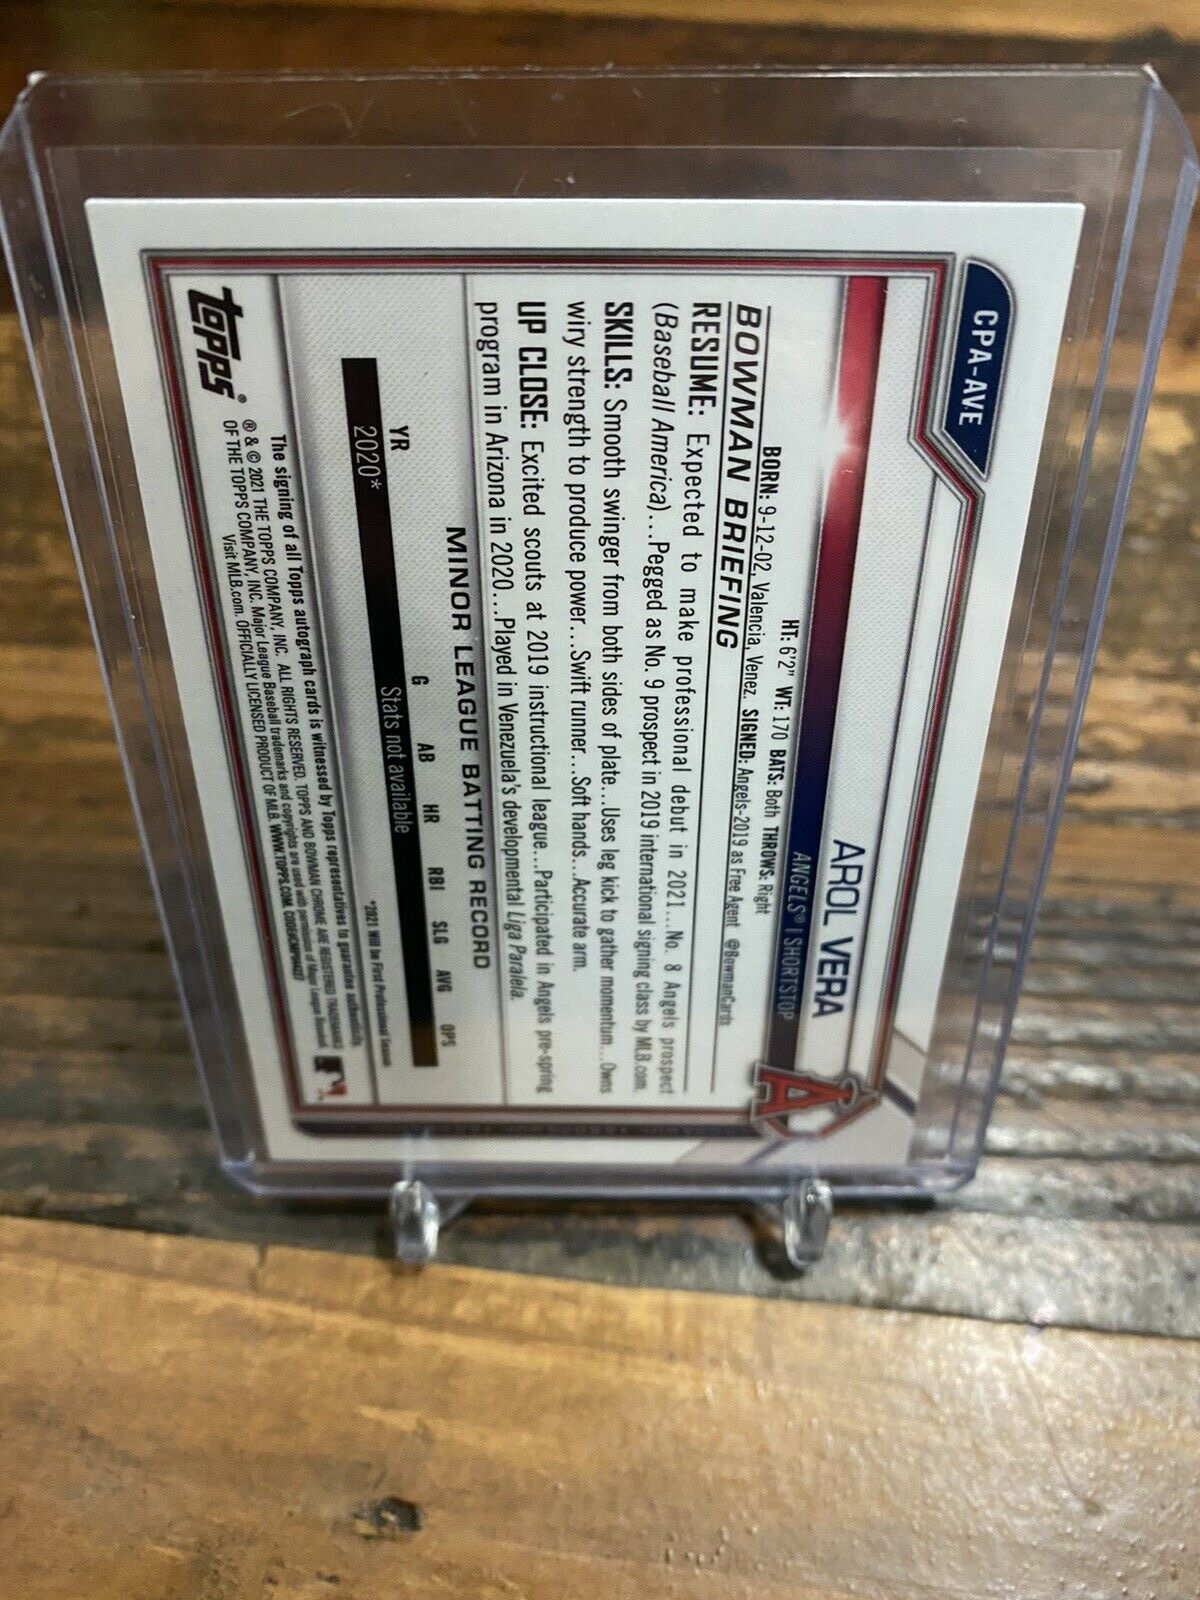 CPA-AVE
AROL VERA
ANGELS® | SHORTSTOP
HT: 6'2" WT: 170 BATS: Both THROWS: Right
BORN: 9-12-02, Valencia, Venez. SIGNED: Angels-2019 as Free Agent @BowmanCards
BOWMAN BRIEFING
RESUME: Expected to make professional debut in 2021...No. 8 Angels prospect
(Baseball America)...Pegged as No. 9 prospect in 2019 international signing class by MLB.com.
SKILLS: Smooth swinger from both sides of plate...Uses leg kick to gather momentum...Owns
wiry strength to produce power...Swift runner...Soft hands...Accurate arm.
UP CLOSE: Excited scouts at 2019 instructional league...Participated in Angels pre-spring
program in Arizona in 2020...Played in Venezuela's developmental Liga Paralela.
MINOR LEAGUE BATTING RECORD
YR G AB HR RBI SLG AVG OPS
2020* Stats not available
*2021 Will be First Professional Season
The signing of all Topps autograph cards is witnessed by Topps representatives to guarantee authenticity.
® & © 2021 THE TOPPS COMPANY, INC. ALL RIGHTS RESERVED. TOPPS AND BOWMAN CHROME ARE REGISTERED TRADEMARKS
OF THE TOPPS COMPANY, INC. Major League Baseball trademarks and copyrights are used with permission of Major League Baseball.
Visit MLB.com. OFFICIALLY LICENSED PRODUCT OF MLB. WWW.TOPPS.COM.
topps®
A